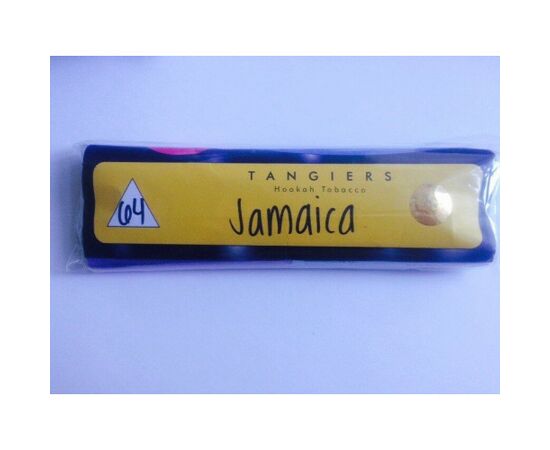 TANGIERS
Hookah Tobacco
64
Jamaica